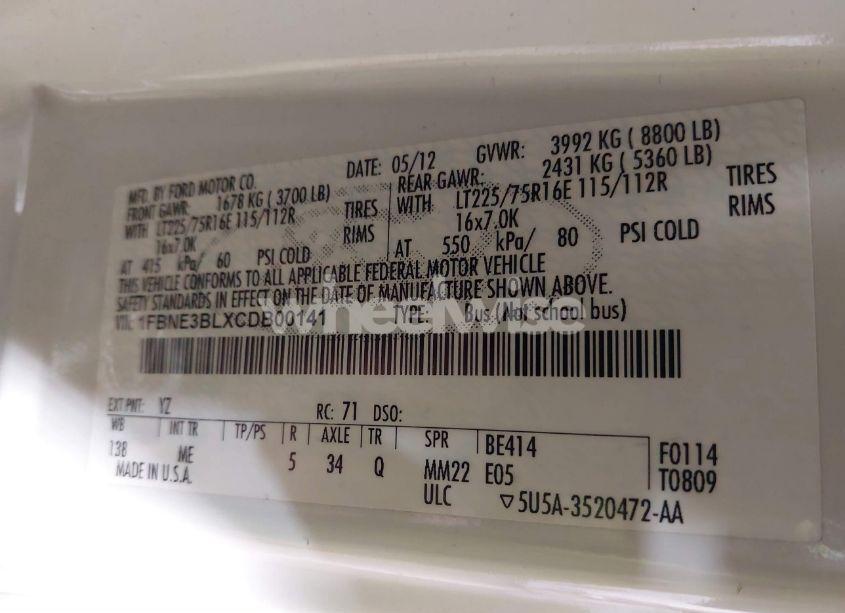 MFD. BY FORD MOTOR CO. DATE: 05/12 GVWR: 3992 KG ( 8800 LB)
FRONT GAWR: 1678 KG ( 3700 LB) REAR GAWR: 2431 KG ( 5360 LB)
WITH LT225/75R16E 115/112R TIRES WITH LT225/75R16E 115/112R TIRES
16x7.0K RIMS 16x7.0K RIMS
AT 415 kPa/ 60 PSI COLD AT 550 kPa/ 80 PSI COLD
THIS VEHICLE CONFORMS TO ALL APPLICABLE FEDERAL MOTOR VEHICLE
SAFETY STANDARDS IN EFFECT ON THE DATE OF MANUFACTURE SHOWN ABOVE.
VIN: 1FBNE3BLXCDB00141 TYPE: Bus (Not school bus)
wheelwise
EXT PNT: YZ RC: 71 DSO:
WB INT TR TP/PS R AXLE TR SPR BE414 F0114
138 ME 5 34 Q MM22 E05 T0809
MADE IN U.S.A. ULC ▽5U5A-3520472-AA